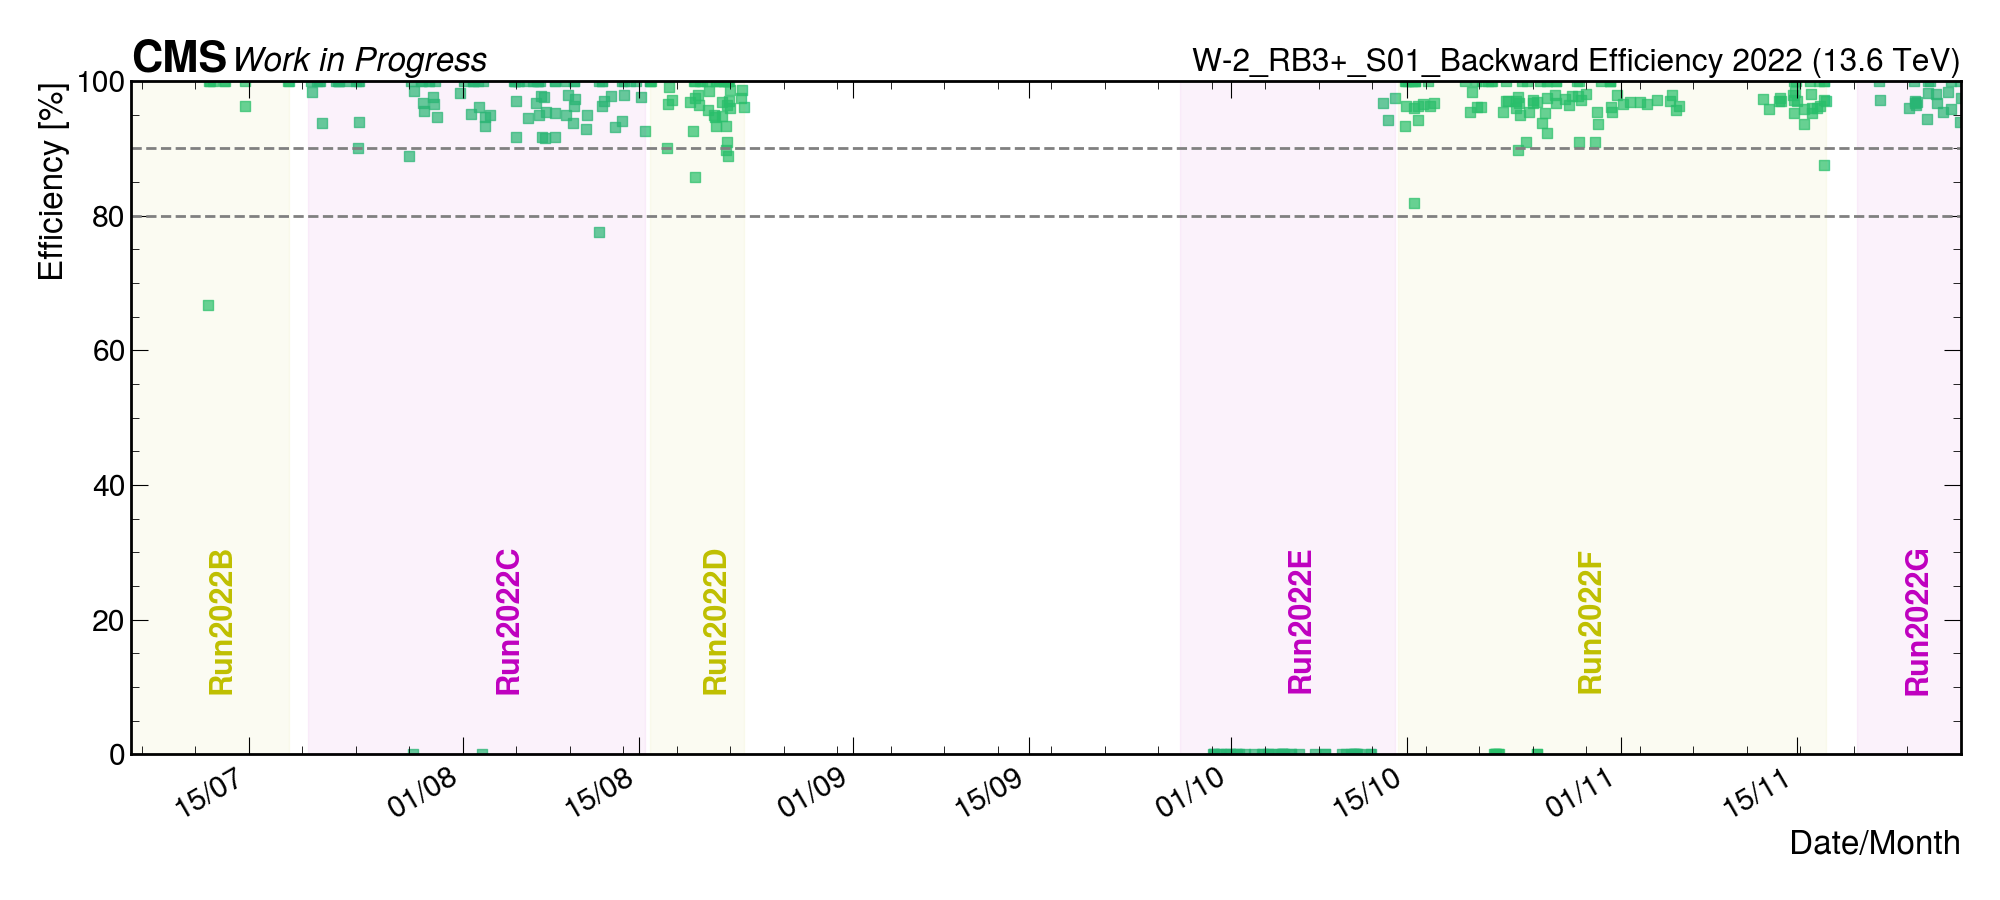 CMS Work in Progress
W-2_RB3+_S01_Backward Efficiency 2022 (13.6 TeV)
Efficiency [%]
100
80
60
40
20
0
Run2022B
Run2022C
Run2022D
Run2022E
Run2022F
Run2022G
15/07
01/08
15/08
01/09
15/09
01/10
15/10
01/11
15/11
Date/Month